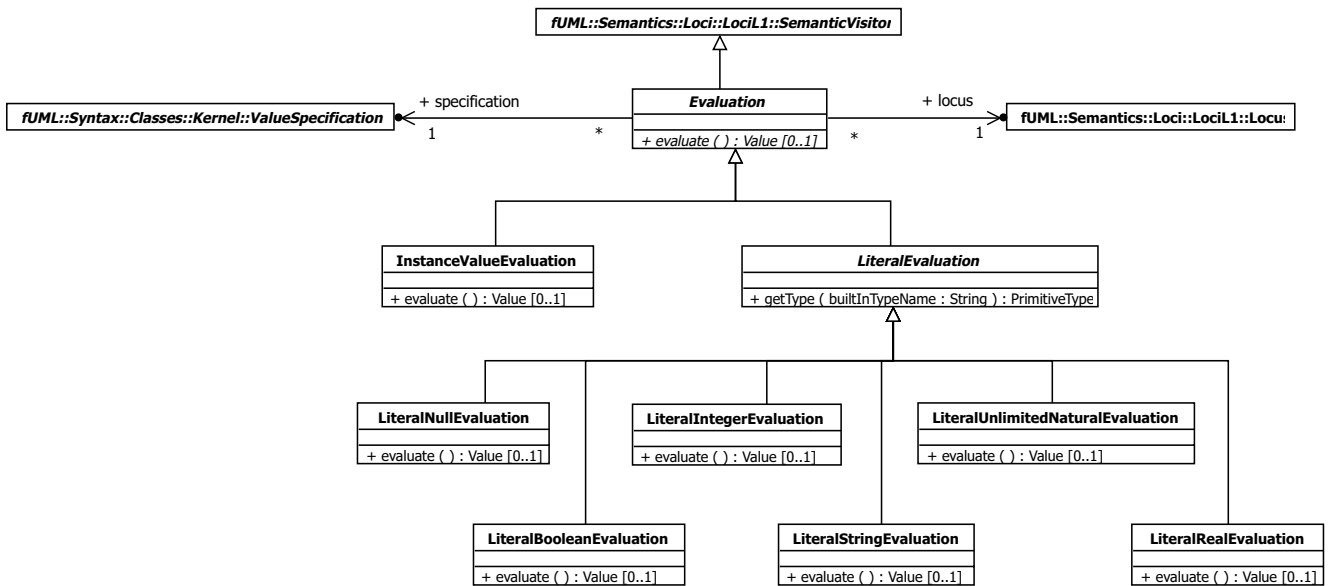 fUML::Semantics::Loci::LociL1::SemanticVisitor
+ specification
Evaluation
+ locus
fUML::Syntax::Classes::Kernel::ValueSpecification
fUML::Semantics::Loci::LociL1::Locus
1
*
+ evaluate ( ) : Value [0..1]
*
1
InstanceValueEvaluation
LiteralEvaluation
+ evaluate ( ) : Value [0..1]
+ getType ( builtInTypeName : String ) : PrimitiveType
LiteralNullEvaluation
LiteralIntegerEvaluation
LiteralUnlimitedNaturalEvaluation
+ evaluate ( ) : Value [0..1]
+ evaluate ( ) : Value [0..1]
+ evaluate ( ) : Value [0..1]
LiteralBooleanEvaluation
LiteralStringEvaluation
LiteralRealEvaluation
+ evaluate ( ) : Value [0..1]
+ evaluate ( ) : Value [0..1]
+ evaluate ( ) : Value [0..1]